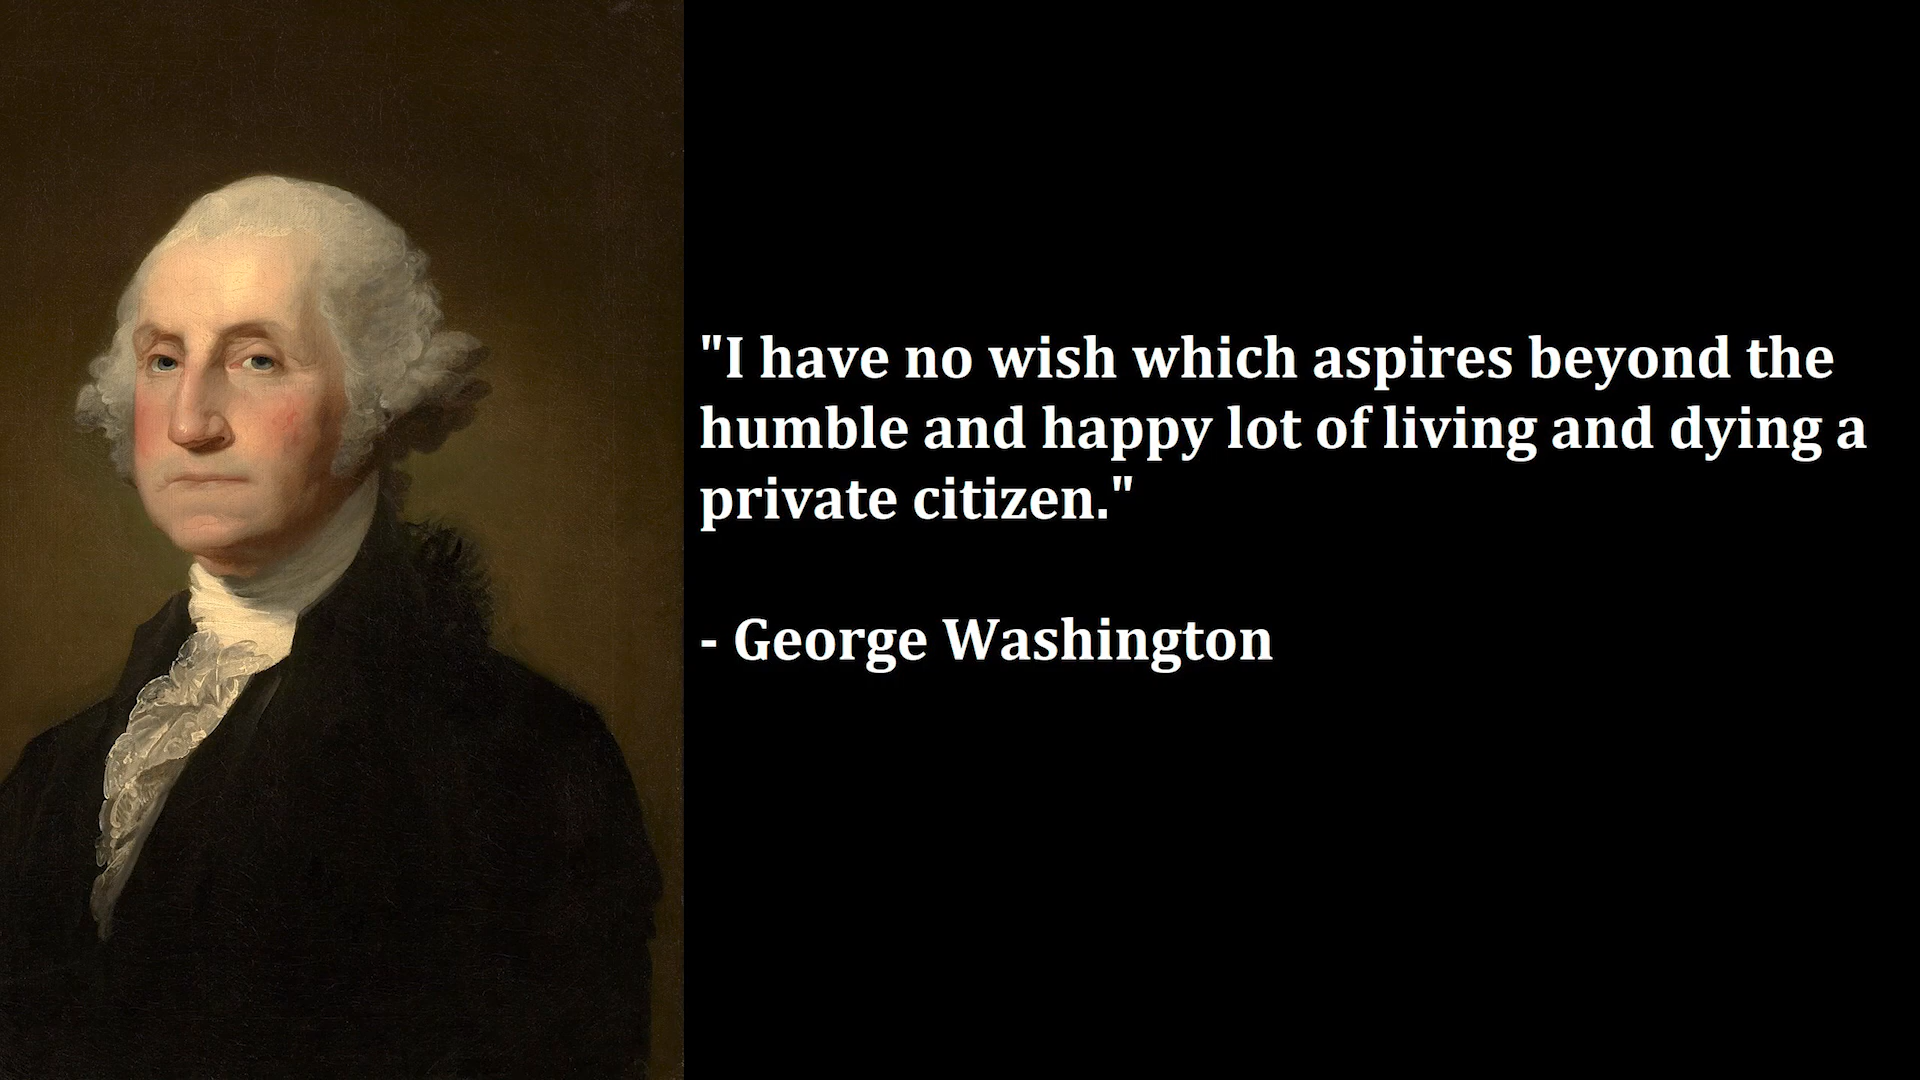 "I have no wish which aspires beyond the
humble and happy lot of living and dying a
private citizen."
- George Washington